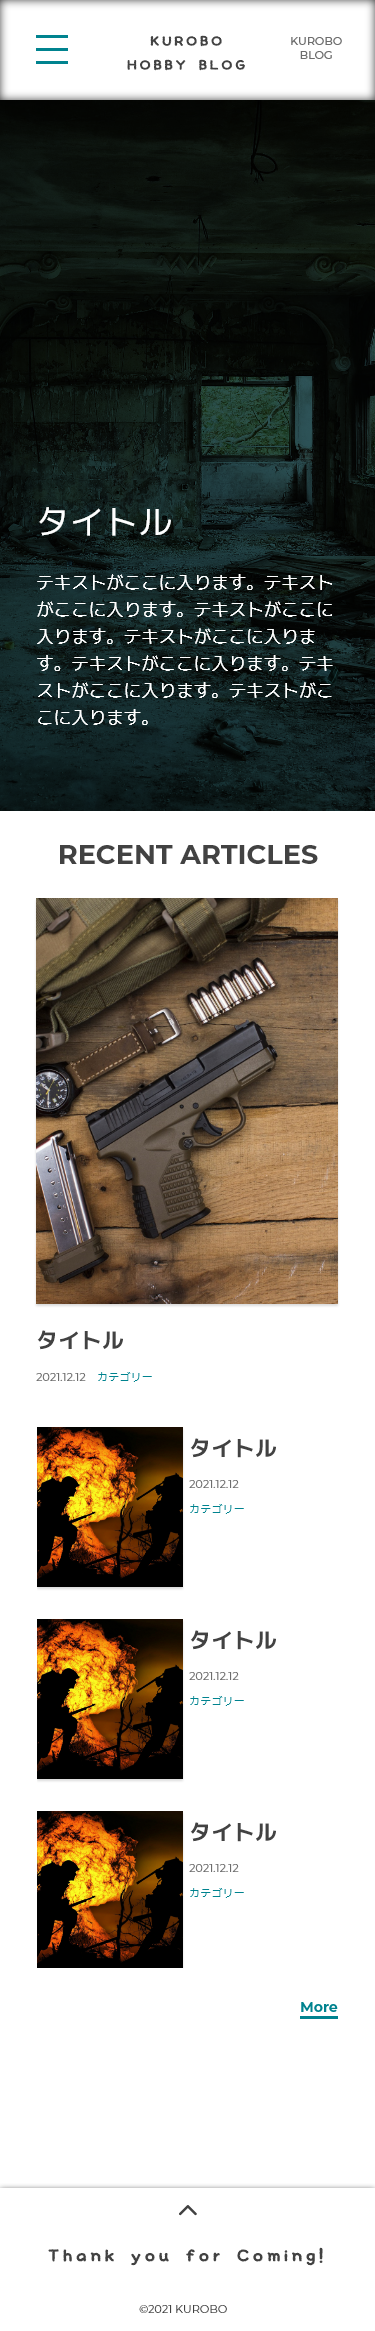 KUROBO
HOBBY BLOG
KUROBO
BLOG
タイトル
テキストがここに入ります。テキスト
がここに入ります。テキストがここに
入ります。テキストがここに入りま
す。テキストがここに入ります。テキ
ストがここに入ります。テキストがこ
こに入ります。
RECENT ARTICLES
タイトル
2021.12.12 カテゴリー
タイトル
2021.12.12
カテゴリー
タイトル
2021.12.12
カテゴリー
タイトル
2021.12.12
カテゴリー
More
Thank you for Coming!
©2021 KUROBO